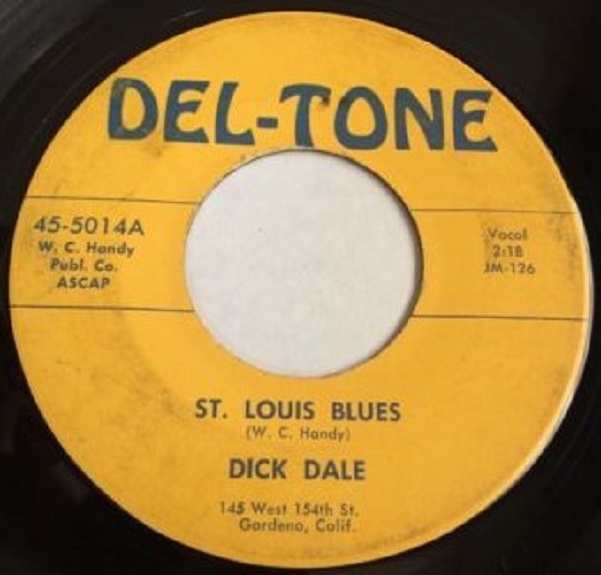 DEL-TONE
45-5014A
W. C. Handy
Publ. Co.
ASCAP
Vocal
2:18
JM-126
ST. LOUIS BLUES
(W. C. Handy)
DICK DALE
145 West 154th St.
Gardena, Calif.